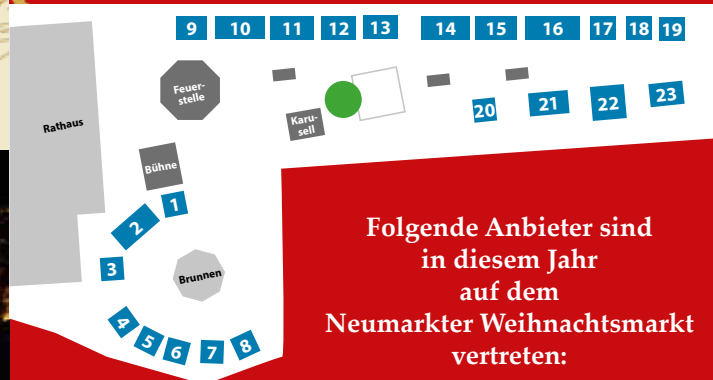 9 10 11 12 13 14 15 16 17 18 19
Feuer-
stelle
Karu-
sell
20 21 22 23
Rathaus
Bühne
1
2
3
Brunnen
4 5 6 7 8
Folgende Anbieter sind
in diesem Jahr
auf dem
Neumarkter Weihnachtsmarkt
vertreten: